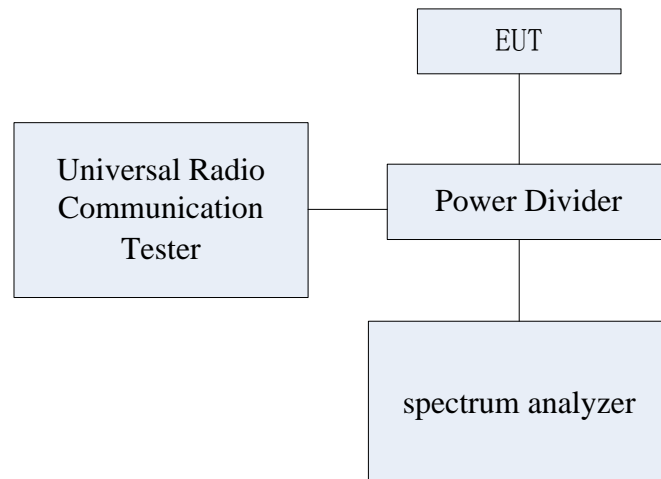 EUT
Universal Radio
Communication
Tester
Power Divider
spectrum analyzer